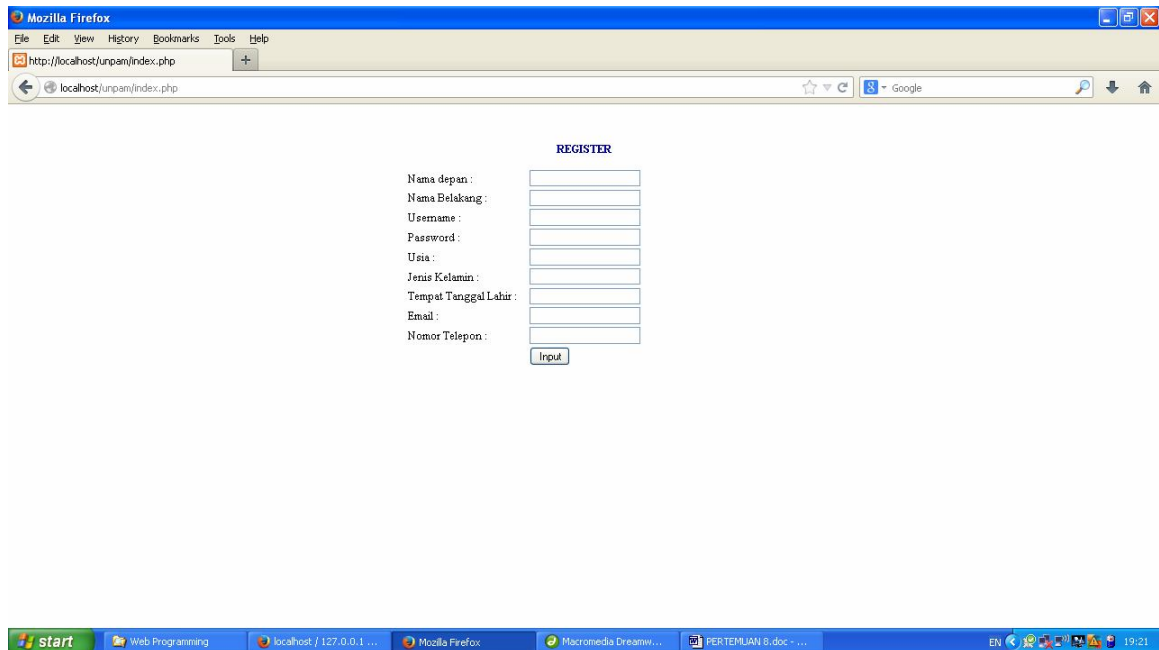 Mozilla Firefox
File Edit View History Bookmarks Tools Help
http://localhost/unpam/index.php +
localhost/unpam/index.php Google
REGISTER
Nama depan :
Nama Belakang :
Username :
Password :
Usia :
Jenis Kelamin :
Tempat Tanggal Lahir :
Email :
Nomor Telepon :
Input
start Web Programming localhost / 127.0.0.1 ... Mozilla Firefox Macromedia Dreamw... PERTEMUAN 8.doc - ... EN 19:21